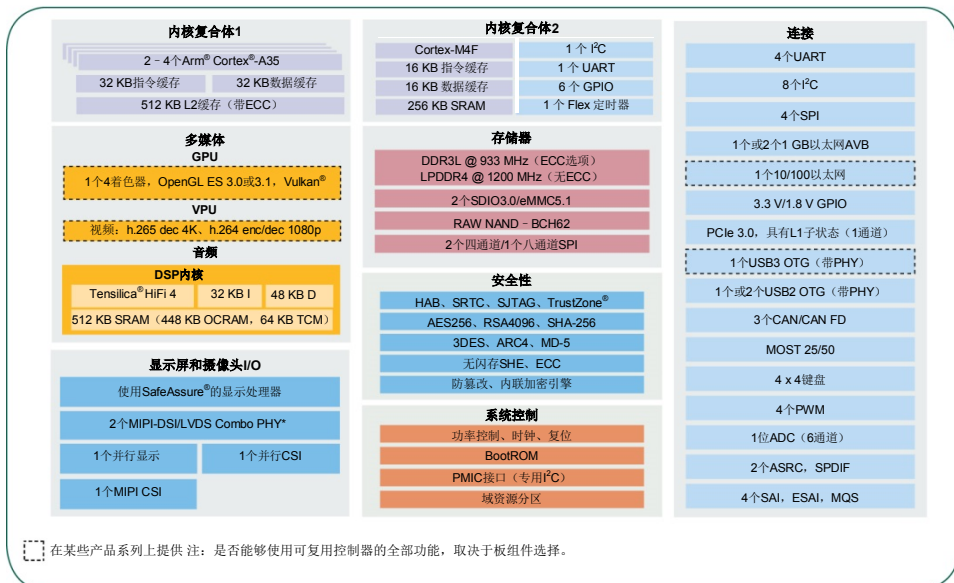 内核复合体1
2 - 4个Arm® Cortex®-A35
32 KB指令缓存
32 KB数据缓存
512 KB L2缓存（带ECC）
多媒体
GPU
1个4着色器，OpenGL ES 3.0或3.1，Vulkan®
VPU
视频：h.265 dec 4K、h.264 enc/dec 1080p
音频
DSP内核
Tensilica® HiFi 4
32 KB I
48 KB D
512 KB SRAM（448 KB OCRAM，64 KB TCM）
显示屏和摄像头I/O
使用SafeAssure®的显示处理器
2个MIPI-DSI/LVDS Combo PHY*
1个并行显示
1个并行CSI
1个MIPI CSI
内核复合体2
Cortex-M4F
16 KB 指令缓存
16 KB 数据缓存
256 KB SRAM
1 个 I²C
1 个 UART
6 个 GPIO
1 个 Flex 定时器
存储器
DDR3L @ 933 MHz（ECC选项）
LPDDR4 @ 1200 MHz（无ECC）
2个SDIO3.0/eMMC5.1
RAW NAND – BCH62
2个四通道/1个八通道SPI
安全性
HAB、SRTC、SJTAG、TrustZone®
AES256、RSA4096、SHA-256
3DES、ARC4、MD-5
无闪存SHE、ECC
防篡改、内联加密引擎
系统控制
功率控制、时钟、复位
BootROM
PMIC接口（专用I²C）
域资源分区
连接
4个UART
8个I²C
4个SPI
1个或2个1 GB以太网AVB
1个10/100以太网
3.3 V/1.8 V GPIO
PCIe 3.0，具有L1子状态（1通道）
1个USB3 OTG（带PHY）
1个或2个USB2 OTG（带PHY）
3个CAN/CAN FD
MOST 25/50
4 x 4键盘
4个PWM
1位ADC（6通道）
2个ASRC，SPDIF
4个SAI，ESAI，MQS
在某些产品系列上提供 注：是否能够使用可复用控制器的全部功能，取决于板组件选择。